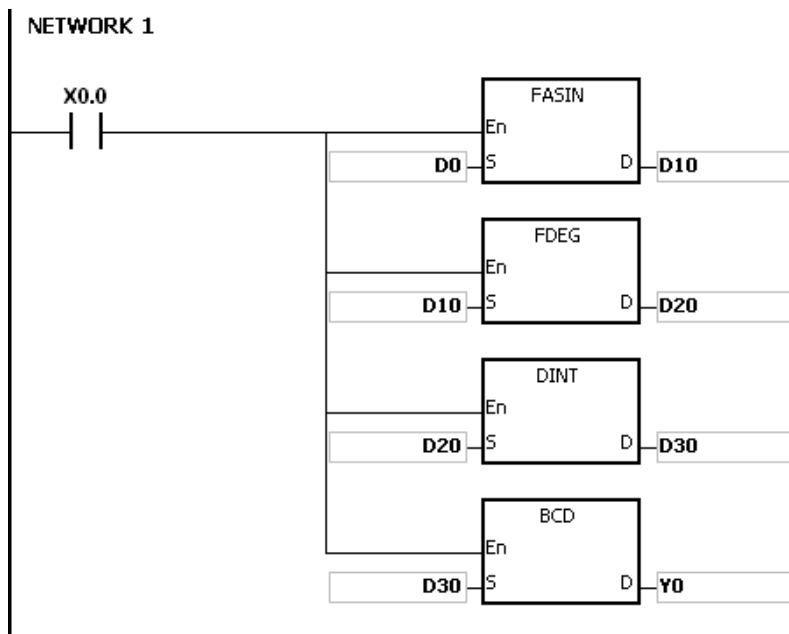 NETWORK 1
X0.0
FASIN
En
D0 S D D10
FDEG
En
D10 S D D20
DINT
En
D20 S D D30
BCD
En
D30 S D Y0